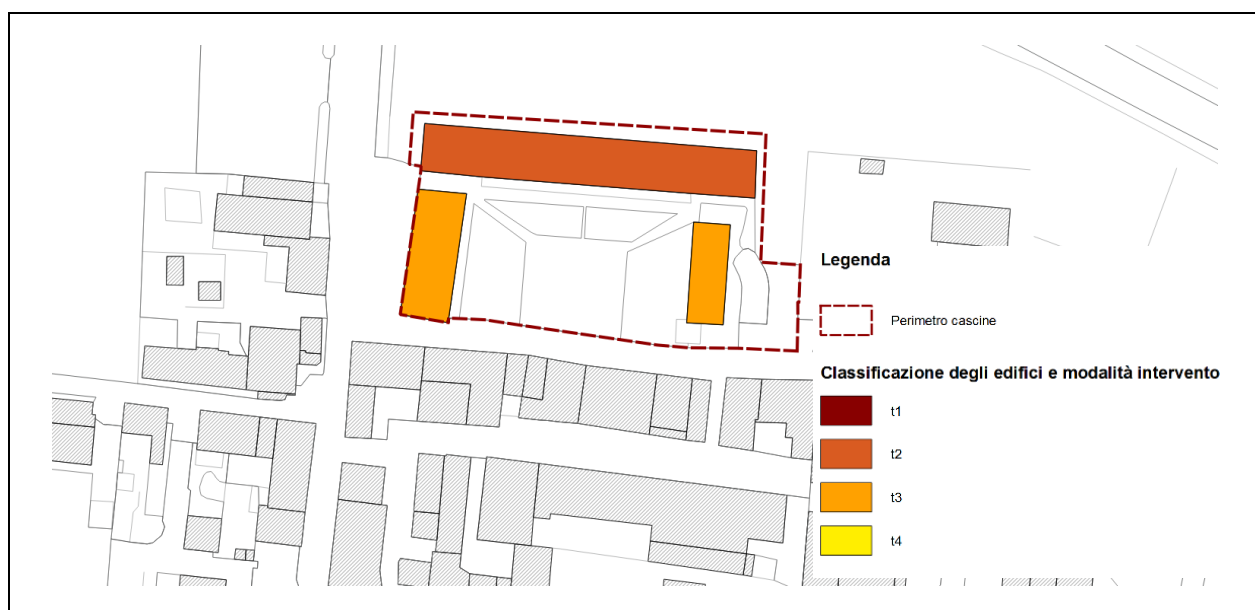 Legenda
Perimetro cascine
Classificazione degli edifici e modalità intervento
t1
t2
t3
t4